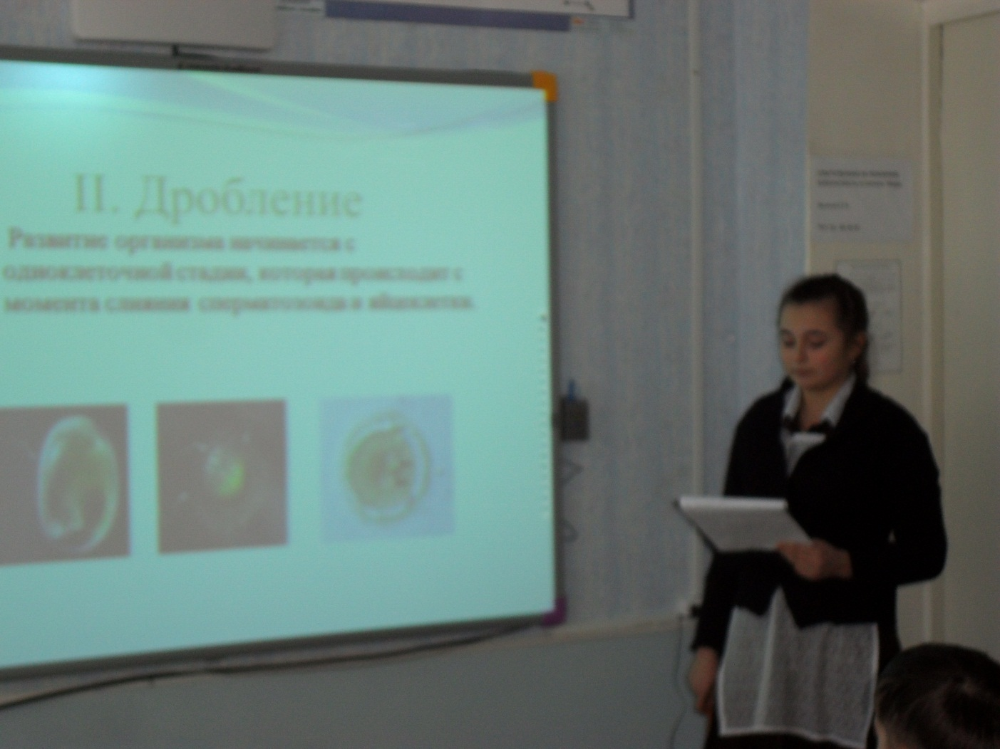 II. Дробление
Развитие организма начинается с
одноклеточной стадии, которая происходит с
момента слияния сперматозоида и яйцеклетки.